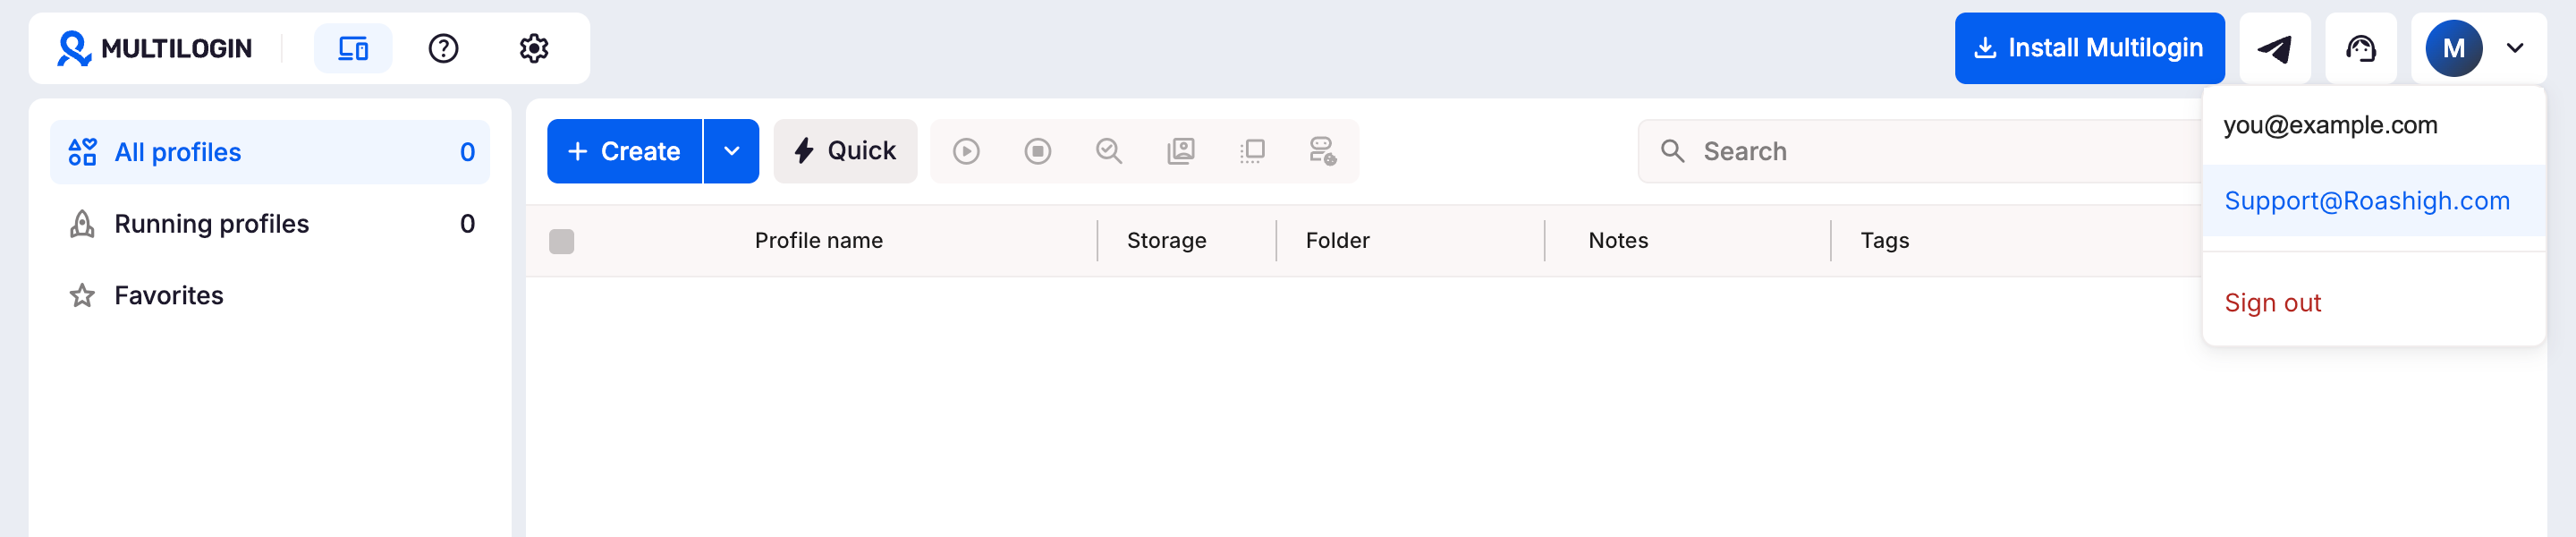 MULTILOGIN
Install Multilogin
M
you@example.com
Support@Roashigh.com
Sign out
All profiles 0
Running profiles 0
Favorites
+ Create
Quick
Search
Profile name Storage Folder Notes Tags